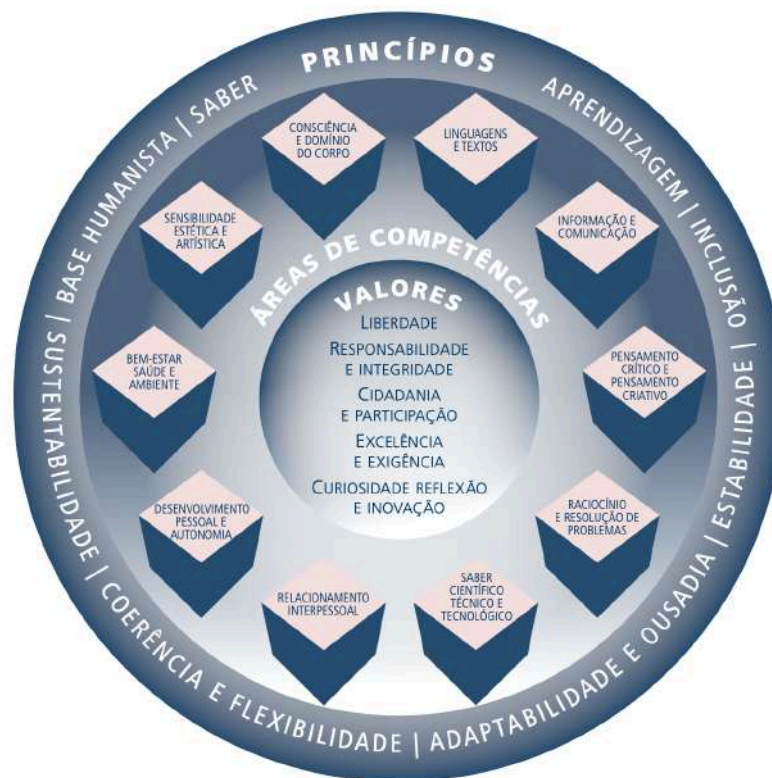 PRINCÍPIOS
APRENDIZAGEM | INCLUSÃO | ESTABILIDADE | ADAPTABILIDADE E OUSADIA | COERÊNCIA E FLEXIBILIDADE | SUSTENTABILIDADE | BASE HUMANISTA | SABER
ÁREAS DE COMPETÊNCIAS
LINGUAGENS
E TEXTOS
INFORMAÇÃO E
COMUNICAÇÃO
PENSAMENTO
CRÍTICO E
PENSAMENTO
CRIATIVO
RACIOCÍNIO
E RESOLUÇÃO DE
PROBLEMAS
SABER
CIENTÍFICO
TÉCNICO E
TECNOLÓGICO
RELACIONAMENTO
INTERPESSOAL
DESENVOLVIMENTO
PESSOAL E
AUTONOMIA
BEM-ESTAR
SAÚDE E
AMBIENTE
SENSIBILIDADE
ESTÉTICA E
ARTÍSTICA
CONSCIÊNCIA
E DOMÍNIO
DO CORPO
VALORES
LIBERDADE
RESPONSABILIDADE
E INTEGRIDADE
CIDADANIA
E PARTICIPAÇÃO
EXCELÊNCIA
E EXIGÊNCIA
CURIOSIDADE REFLEXÃO
E INOVAÇÃO